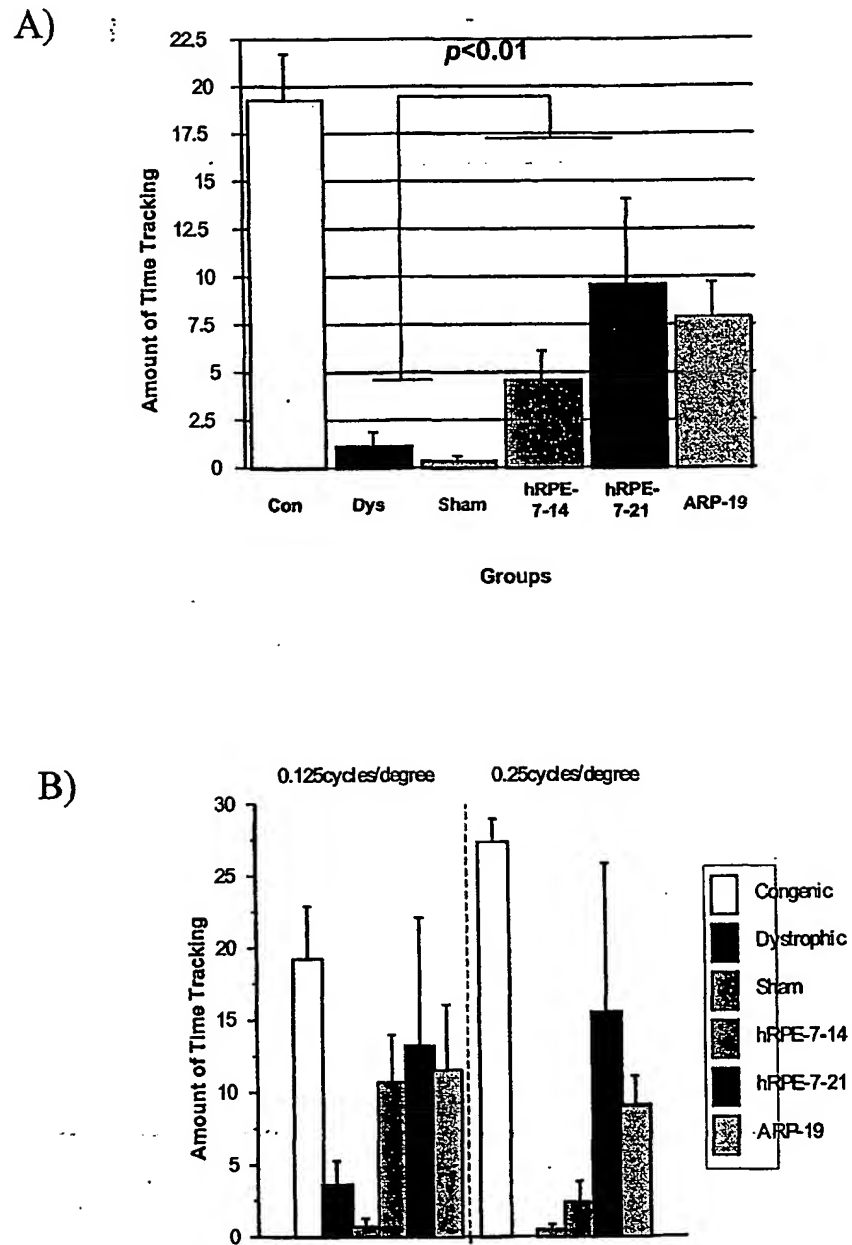 A)
p<0.01
Amount of Time Tracking
22.5
20
17.5
15
12.5
10
7.5
5
2.5
0
Con Dys Sham hRPE-7-14 hRPE-7-21 ARP-19
Groups
B)
0.125cycles/degree 0.25cycles/degree
Amount of Time Tracking
30
25
20
15
10
5
0
Congenic
Dystrophic
Sham
hRPE-7-14
hRPE-7-21
ARP-19